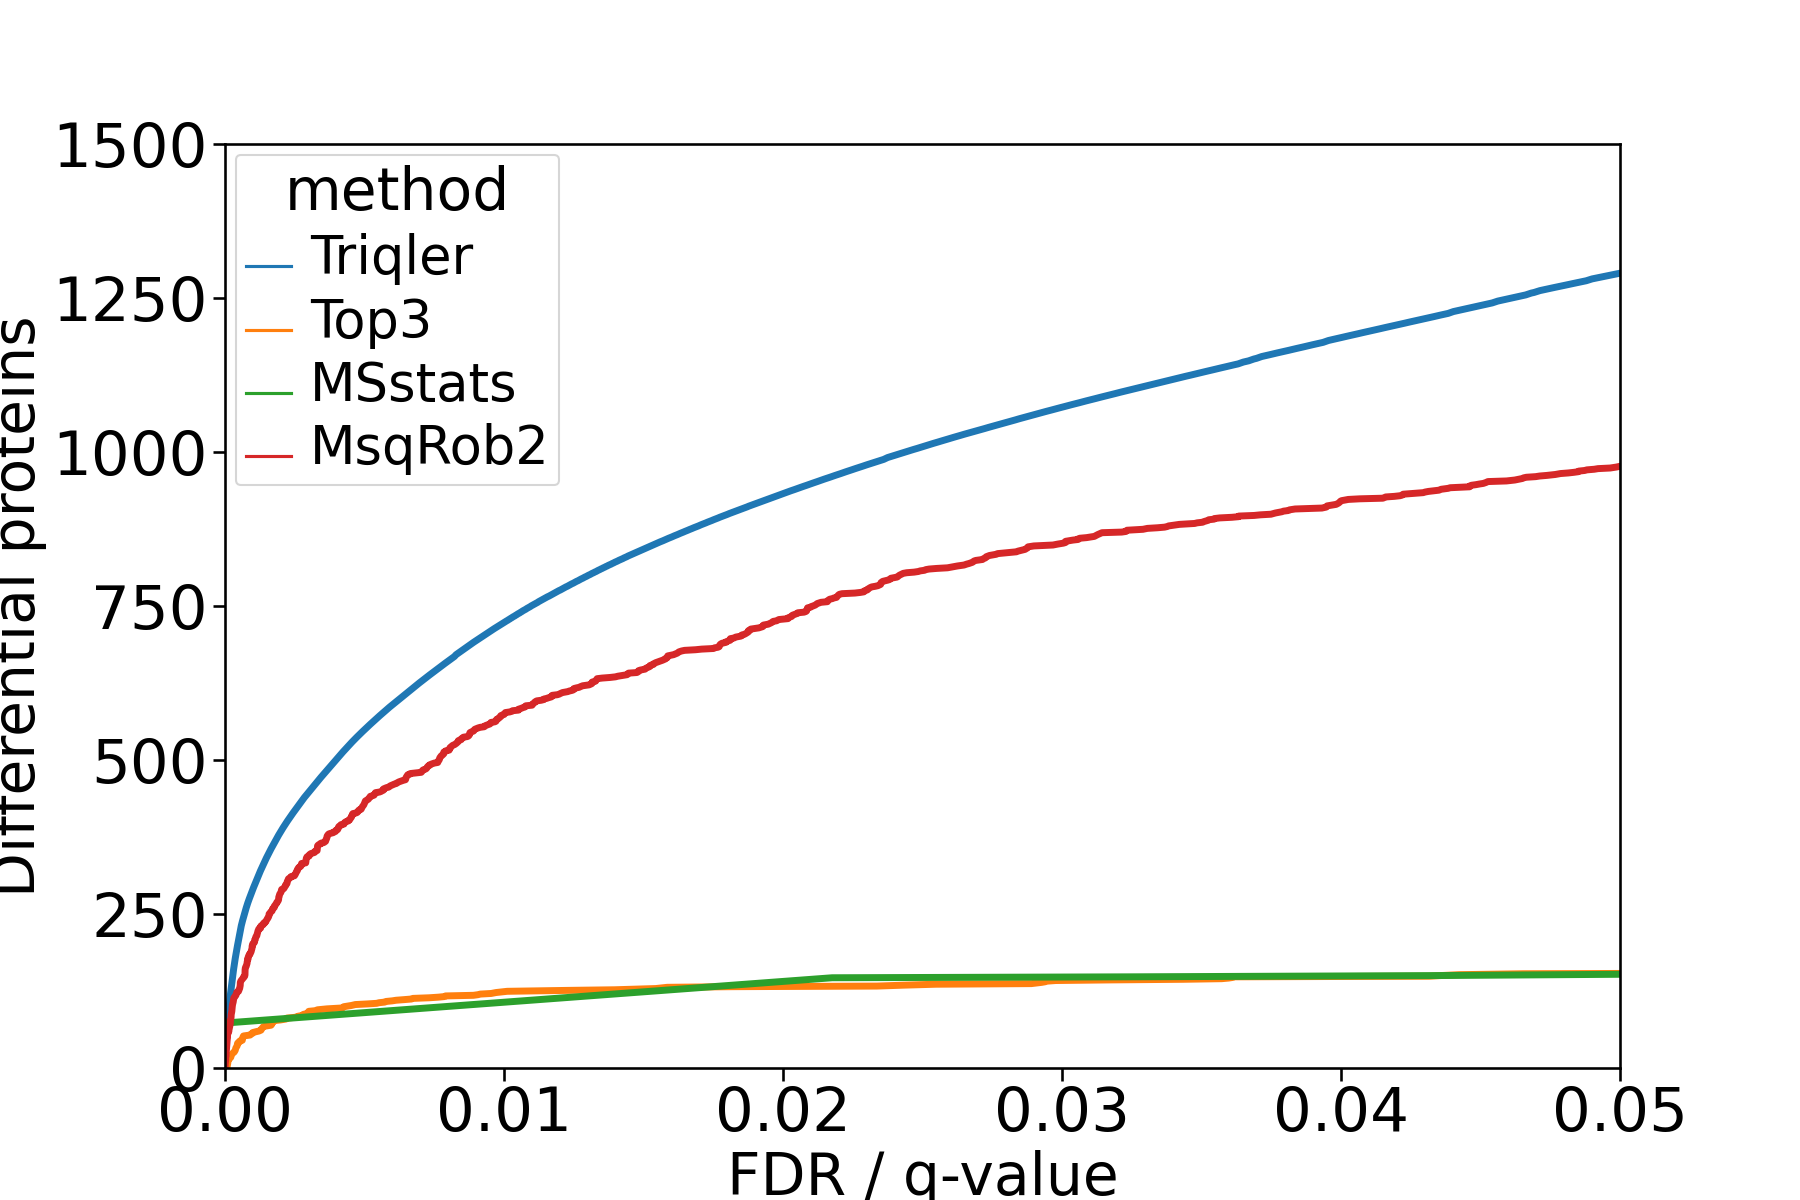 1500
1250
1000
750
500
250
0
Differential proteins
method
Triqler
Top3
MSstats
MsqRob2
0.00 0.01 0.02 0.03 0.04 0.05
FDR / q-value